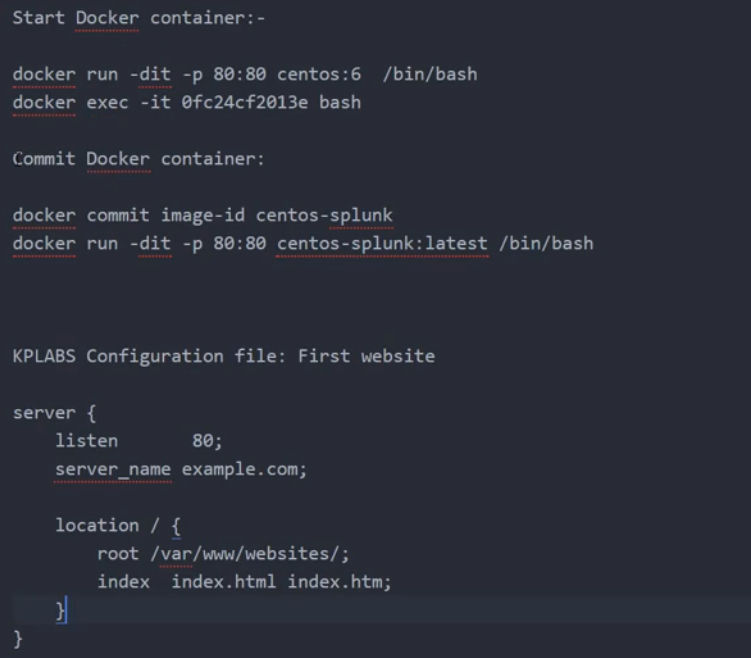 Start Docker container:-
docker run -dit -p 80:80 centos:6  /bin/bash
docker exec -it 0fc24cf2013e bash
Commit Docker container:
docker commit image-id centos-splunk
docker run -dit -p 80:80 centos-splunk:latest /bin/bash
KPLABS Configuration file: First website
server {
    listen       80;
    server_name example.com;
    location / {
        root /var/www/websites/;
        index  index.html index.htm;
    }
}